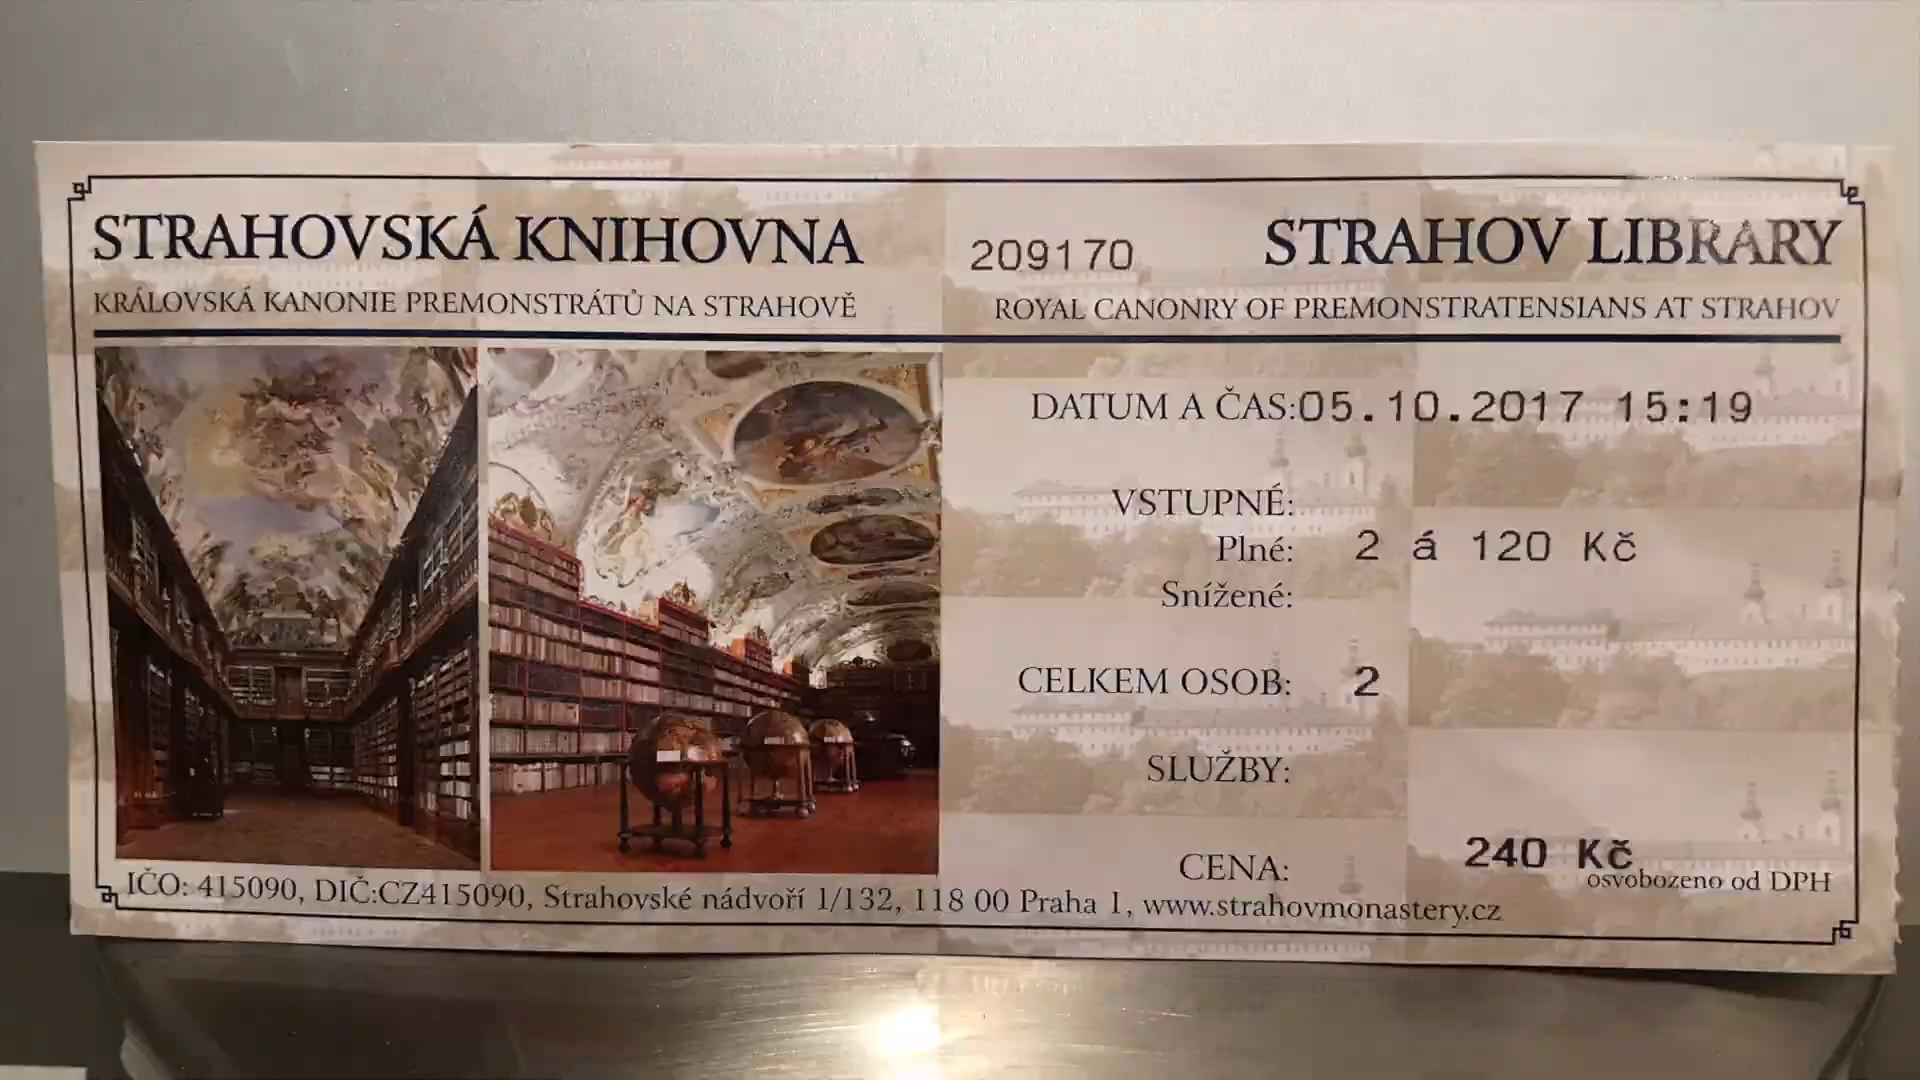 STRAHOVSKÁ KNIHOVNA
KRÁLOVSKÁ KANONIE PREMONSTRÁTŮ NA STRAHOVĚ
209170
STRAHOV LIBRARY
ROYAL CANONRY OF PREMONSTRATENSIANS AT STRAHOV
DATUM A ČAS:05.10.2017 15:19
VSTUPNÉ:
Plné: 2 á 120 Kč
Snížené:
CELKEM OSOB: 2
SLUŽBY:
CENA: 240 Kč
osvobozeno od DPH
IČO: 415090, DIČ:CZ415090, Strahovské nádvoří 1/132, 118 00 Praha 1, www.strahovmonastery.cz